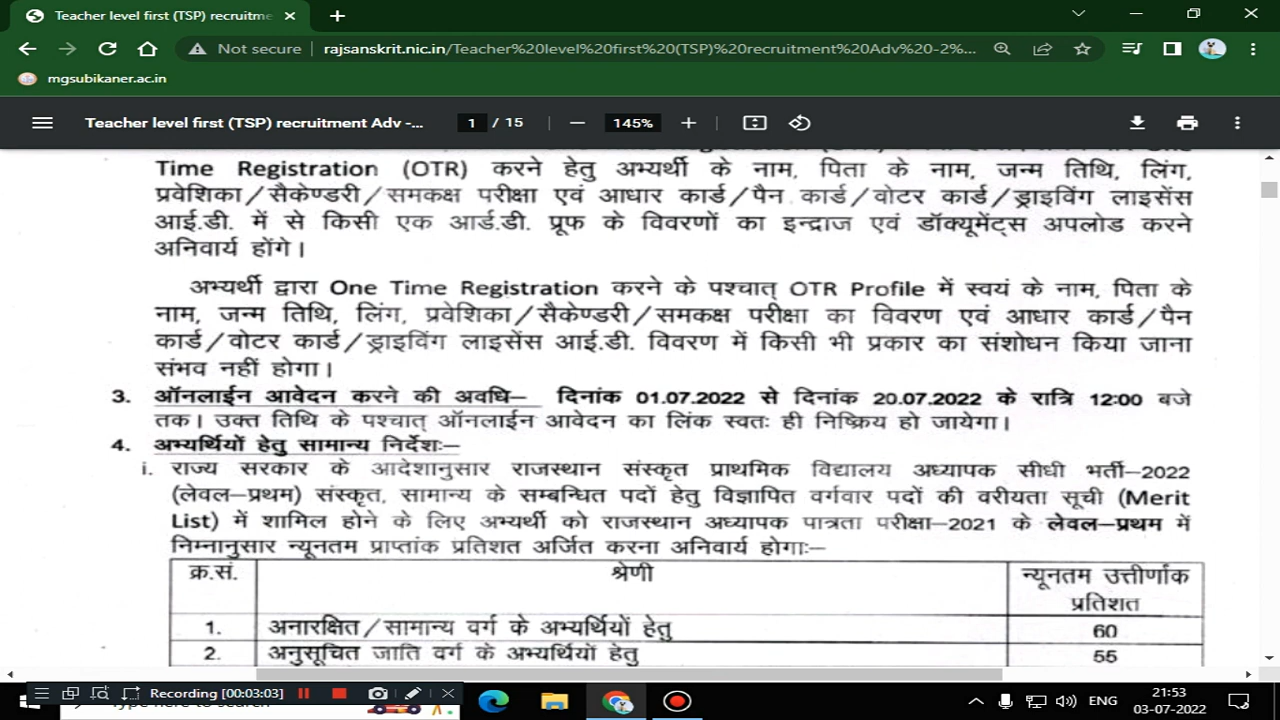 Teacher level first (TSP) recruitme
Not secure
rajsanskrit.nic.in/Teacher%20level%20first%20(TSP)%20recruitment%20Adv%20-2%...
mgsubikaner.ac.in
Teacher level first (TSP) recruitment Adv -...
1 / 15
145%
Time Registration (OTR) करने हेतु अभ्यर्थी के नाम, पिता के नाम, जन्म तिथि, लिंग,
प्रवेशिका/सैकेण्डरी/समकक्ष परीक्षा एवं आधार कार्ड/पैन कार्ड/वोटर कार्ड/ड्राइविंग लाइसेंस
आई.डी. में से किसी एक आर्ड.डी. प्रूफ के विवरणों का इन्द्राज एवं डॉक्यूमेंट्स अपलोड करने
अनिवार्य होंगे।
अभ्यर्थी द्वारा One Time Registration करने के पश्चात् OTR Profile में स्वयं के नाम, पिता के
नाम, जन्म तिथि, लिंग, प्रवेशिका/सैकेण्डरी/समकक्ष परीक्षा का विवरण एवं आधार कार्ड/पैन
कार्ड/वोटर कार्ड/ड्राइविंग लाइसेंस आई.डी. विवरण में किसी भी प्रकार का संशोधन किया जाना
संभव नहीं होगा।
3. ऑनलाईन आवेदन करने की अवधि– दिनांक 01.07.2022 से दिनांक 20.07.2022 के रात्रि 12:00 बजे
तक। उक्त तिथि के पश्चात् ऑनलाईन आवेदन का लिंक स्वतः ही निष्क्रिय हो जायेगा।
4. अभ्यर्थियों हेतु सामान्य निर्देशः–
i. राज्य सरकार के आदेशानुसार राजस्थान संस्कृत प्राथमिक विद्यालय अध्यापक सीधी भर्ती–2022
(लेवल–प्रथम) संस्कृत, सामान्य के सम्बन्धित पदों हेतु विज्ञापित वर्गवार पदों की वरीयता सूची (Merit
List) में शामिल होने के लिए अभ्यर्थी को राजस्थान अध्यापक पात्रता परीक्षा–2021 के लेवल–प्रथम में
निम्नानुसार न्यूनतम प्राप्तांक प्रतिशत अर्जित करना अनिवार्य होगाः–
क्र.सं. श्रेणी न्यूनतम उत्तीर्णांक
प्रतिशत
1. अनारक्षित/सामान्य वर्ग के अभ्यर्थियों हेतु 60
2. अनुसूचित जाति वर्ग के अभ्यर्थियों हेतु 55
Recording [00:03:03]
ENG
21:53
03-07-2022